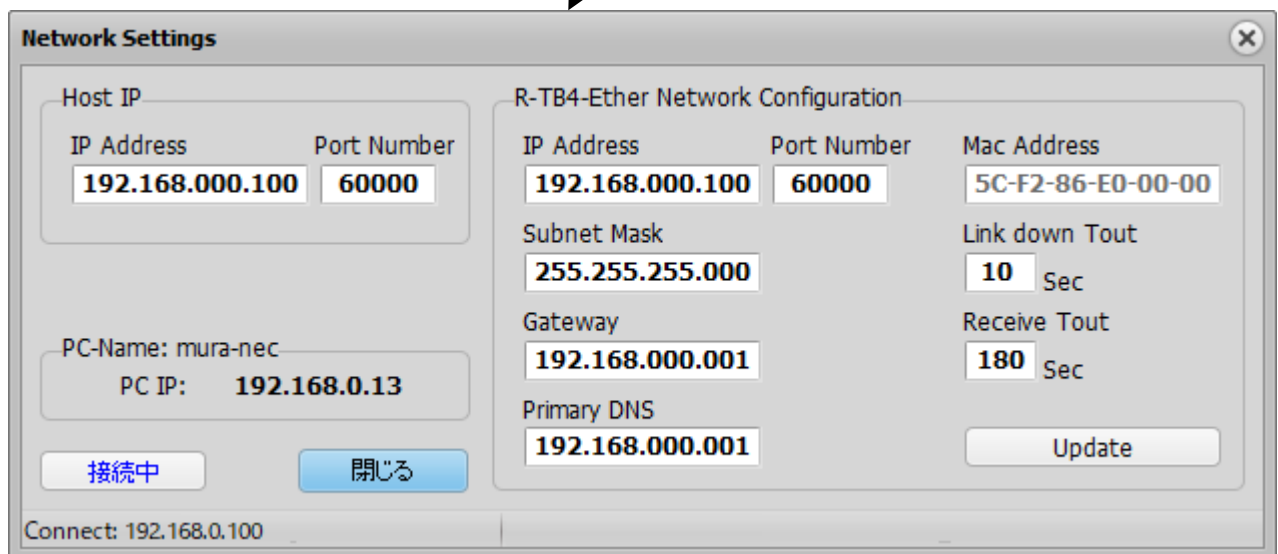 Network Settings
Host IP
IP Address Port Number
192.168.000.100 60000
PC-Name: mura-nec
PC IP: 192.168.0.13
接続中 閉じる
R-TB4-Ether Network Configuration
IP Address Port Number Mac Address
192.168.000.100 60000 5C-F2-86-E0-00-00
Subnet Mask Link down Tout
255.255.255.000 10 Sec
Gateway Receive Tout
192.168.000.001 180 Sec
Primary DNS
192.168.000.001 Update
Connect: 192.168.0.100